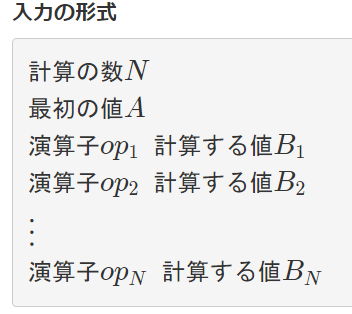 入力の形式
計算の数N
最初の値A
演算子op₁ 計算する値B₁
演算子op₂ 計算する値B₂
⋮
演算子op_N 計算する値B_N